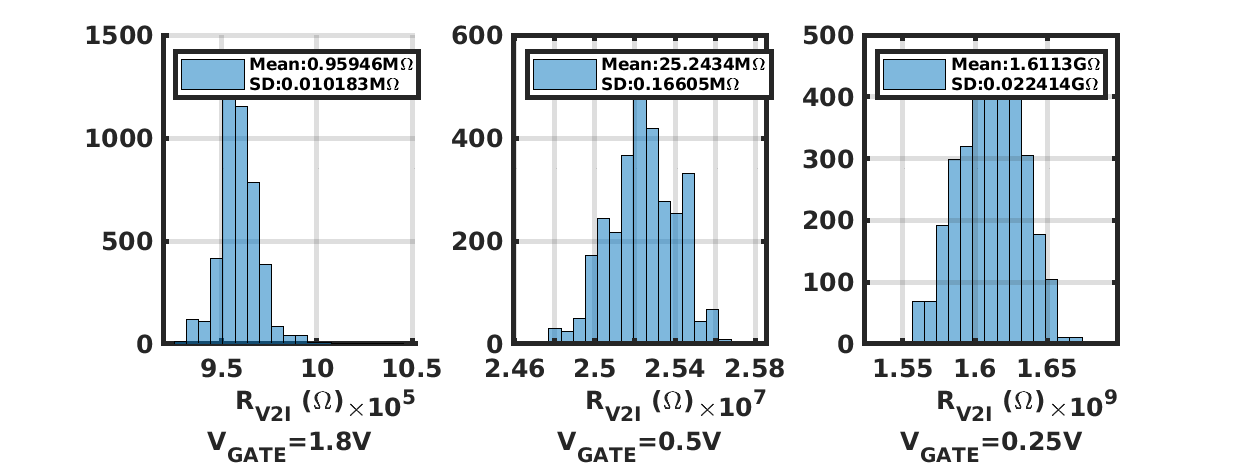 1500
1000
500
0
Mean:0.95946MΩ
SD:0.010183MΩ
9.5 10 10.5
R_V2I (Ω) ×10^5
V_GATE=1.8V
600
400
200
0
Mean:25.2434MΩ
SD:0.16605MΩ
2.46 2.5 2.54 2.58
R_V2I (Ω) ×10^7
V_GATE=0.5V
500
400
300
200
100
0
Mean:1.6113GΩ
SD:0.022414GΩ
1.55 1.6 1.65
R_V2I (Ω) ×10^9
V_GATE=0.25V